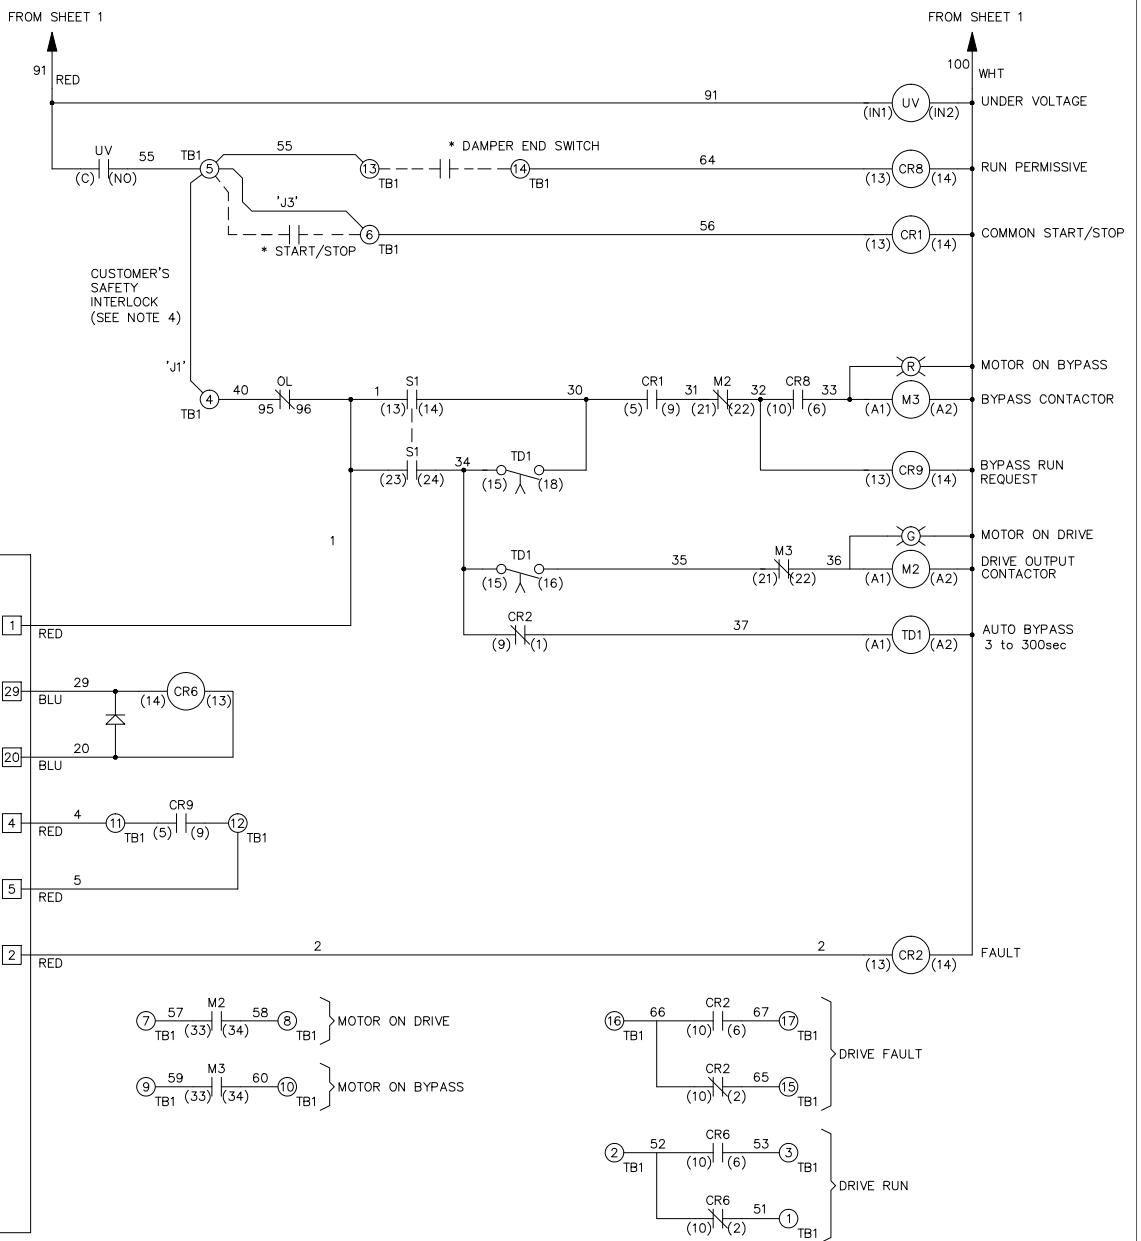 FROM SHEET 1
FROM SHEET 1
91
RED
100
WHT
91
UV
(IN1)
(IN2)
UNDER VOLTAGE
UV
(C)
(NO)
55
TB1
5
55
13
TB1
* DAMPER END SWITCH
14
TB1
64
CR8
(13)
(14)
RUN PERMISSIVE
'J3'
* START/STOP
6
TB1
56
CR1
(13)
(14)
COMMON START/STOP
CUSTOMER'S
SAFETY
INTERLOCK
(SEE NOTE 4)
'J1'
4
TB1
40
OL
95
96
1
S1
(13)
(14)
30
CR1
(5)
(9)
31
M2
(21)
(22)
32
CR8
(10)
(6)
33
R
MOTOR ON BYPASS
M3
(A1)
(A2)
BYPASS CONTACTOR
S1
(23)
(24)
34
TD1
(15)
(18)
CR9
(13)
(14)
BYPASS RUN
REQUEST
1
TD1
(15)
(16)
35
M3
(21)
(22)
36
G
MOTOR ON DRIVE
M2
(A1)
(A2)
DRIVE OUTPUT
CONTACTOR
CR2
(9)
(1)
37
TD1
(A1)
(A2)
AUTO BYPASS
3 to 300sec
1
RED
29
BLU
29
CR6
(14)
(13)
20
BLU
20
4
RED
4
11
TB1
CR9
(5)
(9)
12
TB1
5
RED
5
2
RED
2
2
CR2
(13)
(14)
FAULT
7
TB1
57
M2
(33)
(34)
58
8
TB1
MOTOR ON DRIVE
9
TB1
59
M3
(33)
(34)
60
10
TB1
MOTOR ON BYPASS
16
TB1
66
CR2
(10)
(6)
67
17
TB1
CR2
(10)
(2)
65
15
TB1
DRIVE FAULT
2
TB1
52
CR6
(10)
(6)
53
3
TB1
CR6
(10)
(2)
51
1
TB1
DRIVE RUN